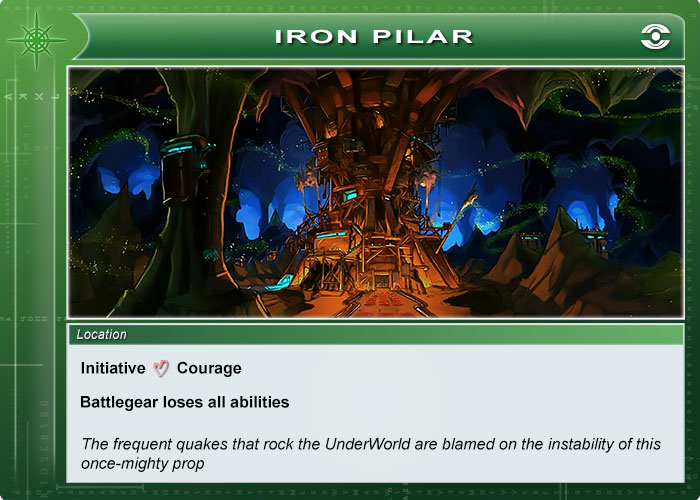 IRON PILAR
Location
Initiative Courage
Battlegear loses all abilities
The frequent quakes that rock the UnderWorld are blamed on the instability of this
once-mighty prop